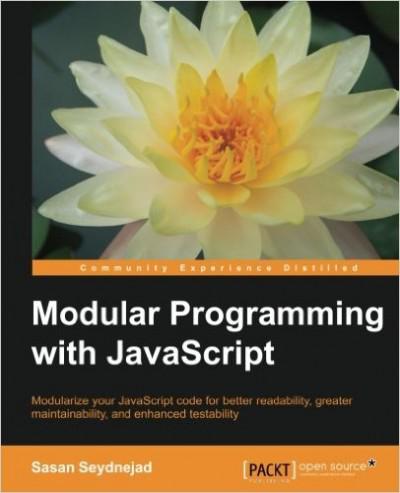 Community Experience Distilled
Modular Programming
with JavaScript
Modularize your JavaScript code for better readability, greater
maintainability, and enhanced testability
Sasan Seydnejad
[PACKT] open source*
PUBLISHING